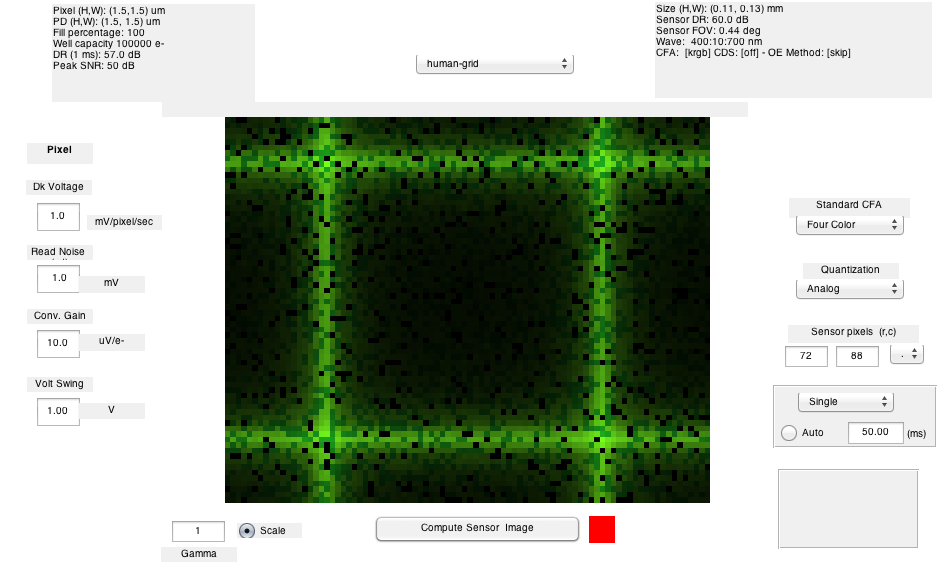 Pixel (H,W): (1.5,1.5) um
PD (H,W): (1.5, 1.5) um
Fill percentage: 100
Well capacity 100000 e-
DR (1 ms): 57.0 dB
Peak SNR: 50 dB
human-grid
Size (H,W): (0.11, 0.13) mm
Sensor DR: 60.0 dB
Sensor FOV: 0.44 deg
Wave:  400:10:700 nm
CFA:  [krgb] CDS: [off] - OE Method: [skip]
Pixel
Dk Voltage
1.0
mV/pixel/sec
Read Noise
1.0
mV
Conv. Gain
10.0
uV/e-
Volt Swing
1.00
V
Standard CFA
Four Color
Quantization
Analog
Sensor pixels  (r,c)
72
88
.
Single
Auto
50.00
(ms)
1
Scale
Gamma
Compute Sensor  Image